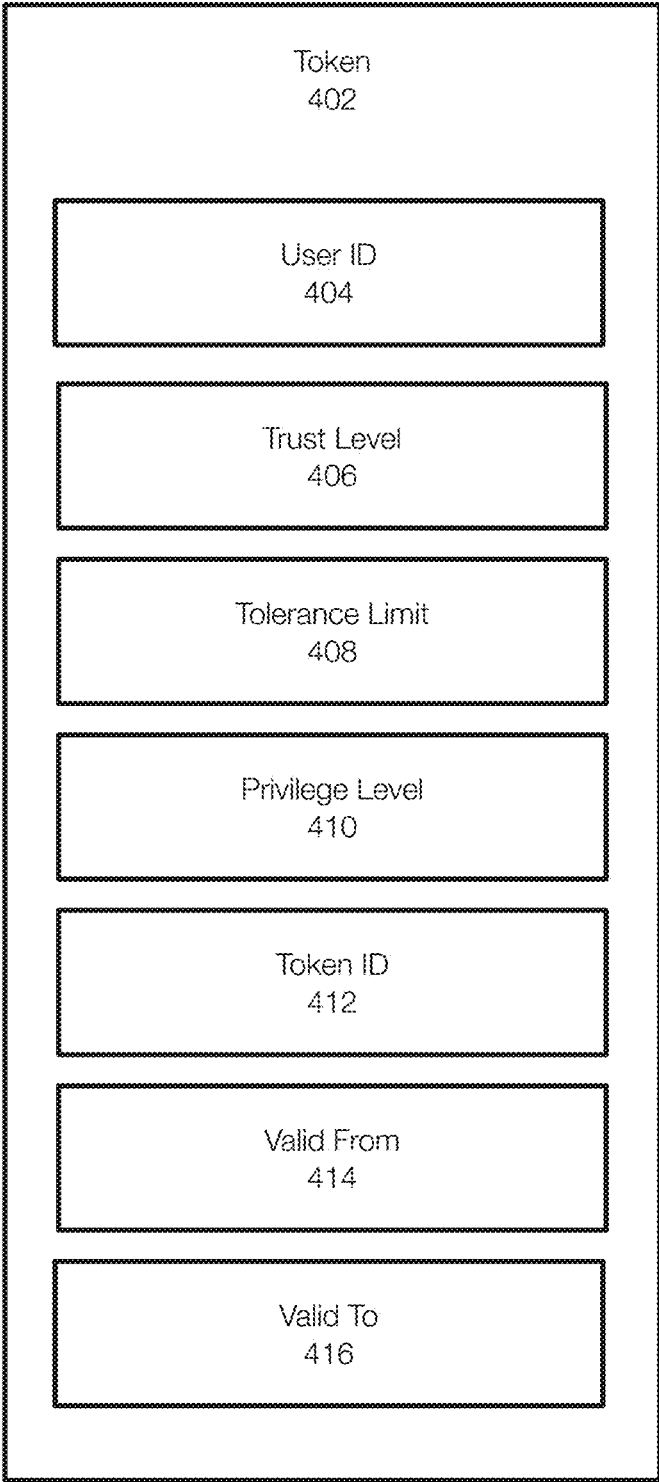 Token
402
User ID
404
Trust Level
406
Tolerance Limit
408
Privilege Level
410
Token ID
412
Valid From
414
Valid To
416